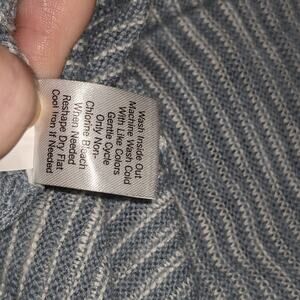 Wash Inside Out
Machine Wash Cold
With Like Colors
Gentle Cycle
Only Non-
Chlorine Bleach
When Needed
Reshape Dry Flat
Cool Iron If Needed